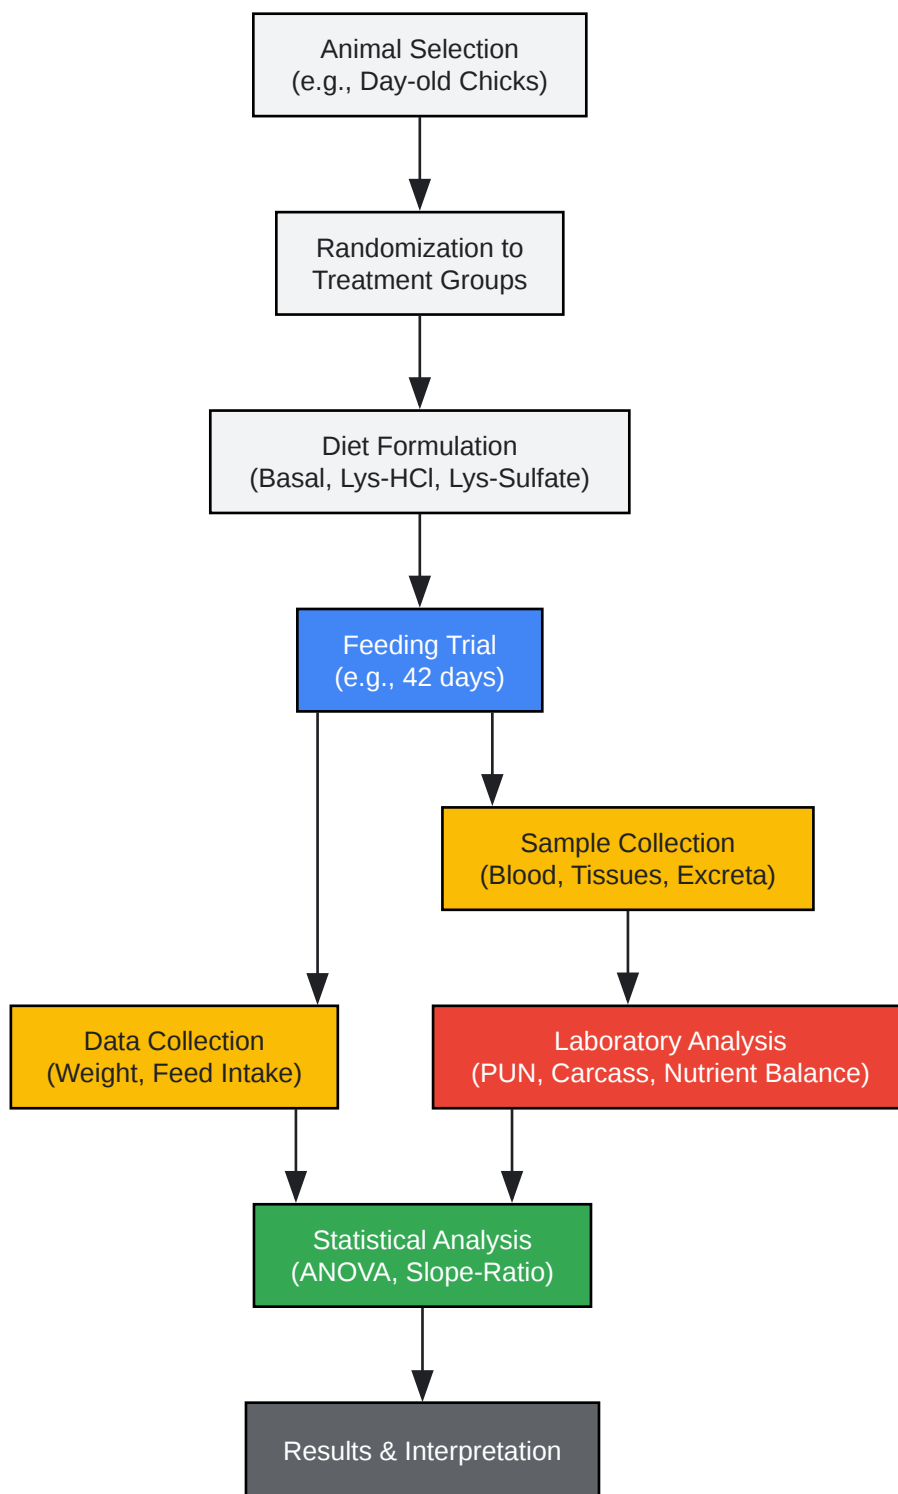 Animal Selection
(e.g., Day-old Chicks)
Randomization to
Treatment Groups
Diet Formulation
(Basal, Lys-HCl, Lys-Sulfate)
Feeding Trial
(e.g., 42 days)
Sample Collection
(Blood, Tissues, Excreta)
Data Collection
(Weight, Feed Intake)
Laboratory Analysis
(PUN, Carcass, Nutrient Balance)
Statistical Analysis
(ANOVA, Slope-Ratio)
Results & Interpretation